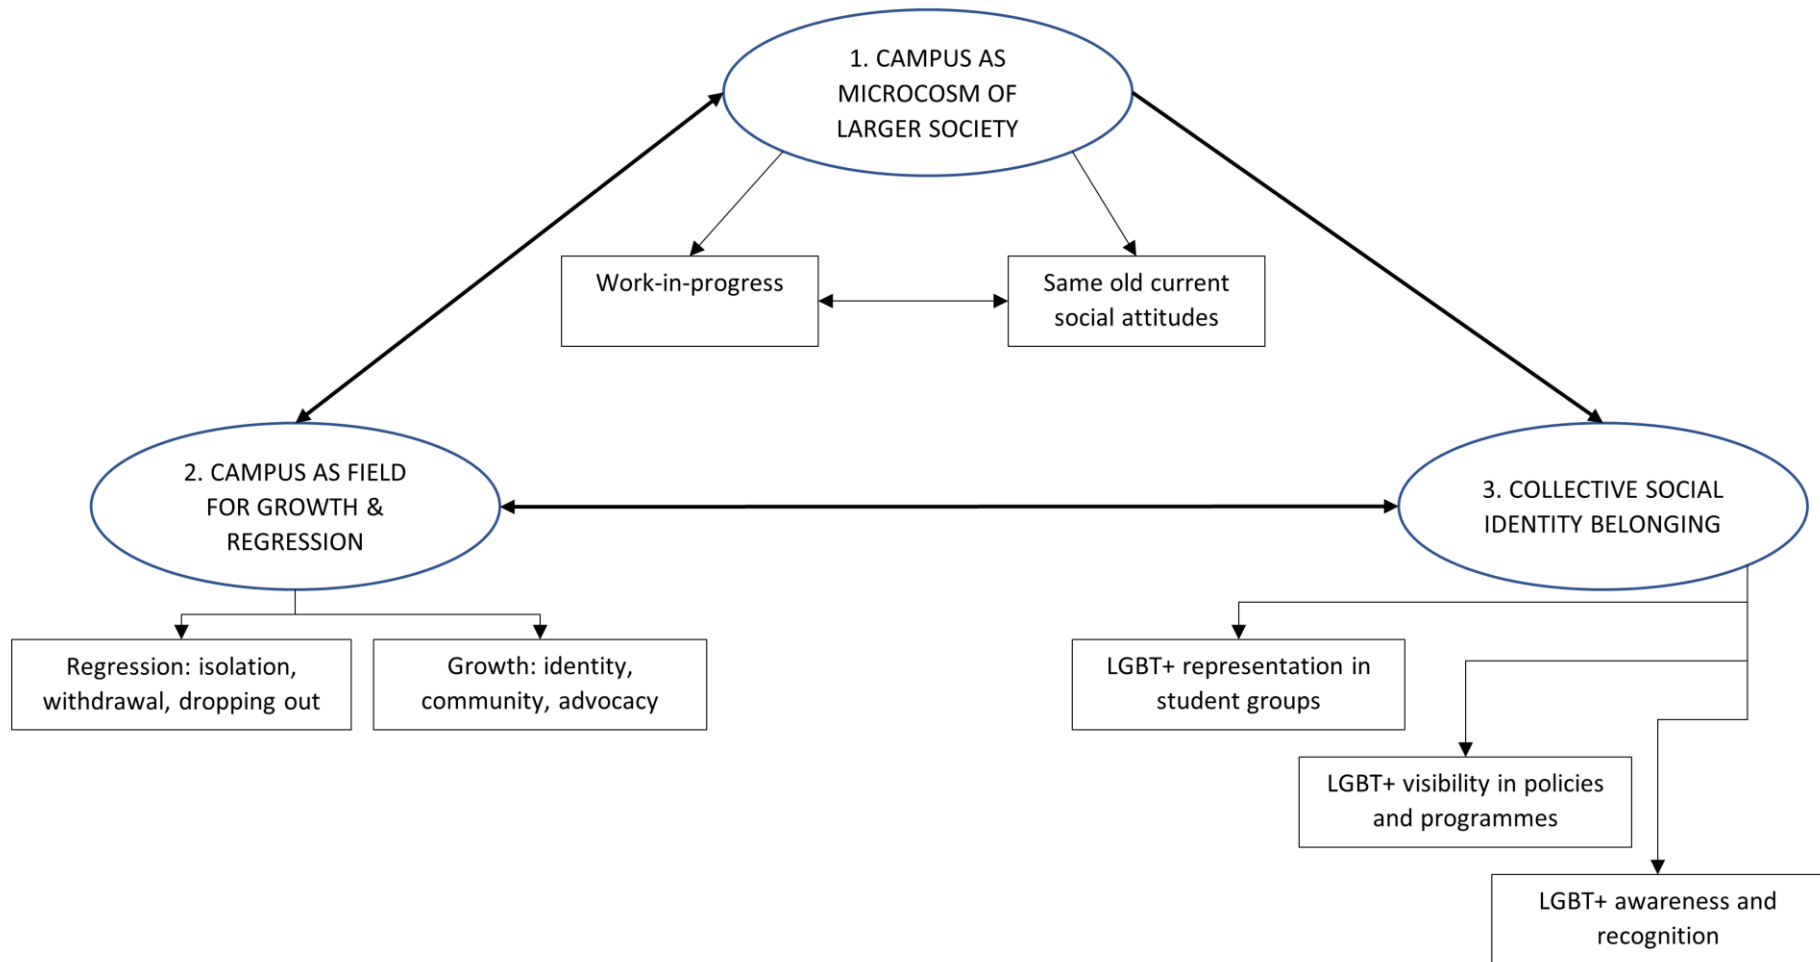 1. CAMPUS AS
MICROCOSM OF
LARGER SOCIETY
Work-in-progress
Same old current
social attitudes
2. CAMPUS AS FIELD
FOR GROWTH &
REGRESSION
3. COLLECTIVE SOCIAL
IDENTITY BELONGING
Regression: isolation,
withdrawal, dropping out
Growth: identity,
community, advocacy
LGBT+ representation in
student groups
LGBT+ visibility in policies
and programmes
LGBT+ awareness and
recognition